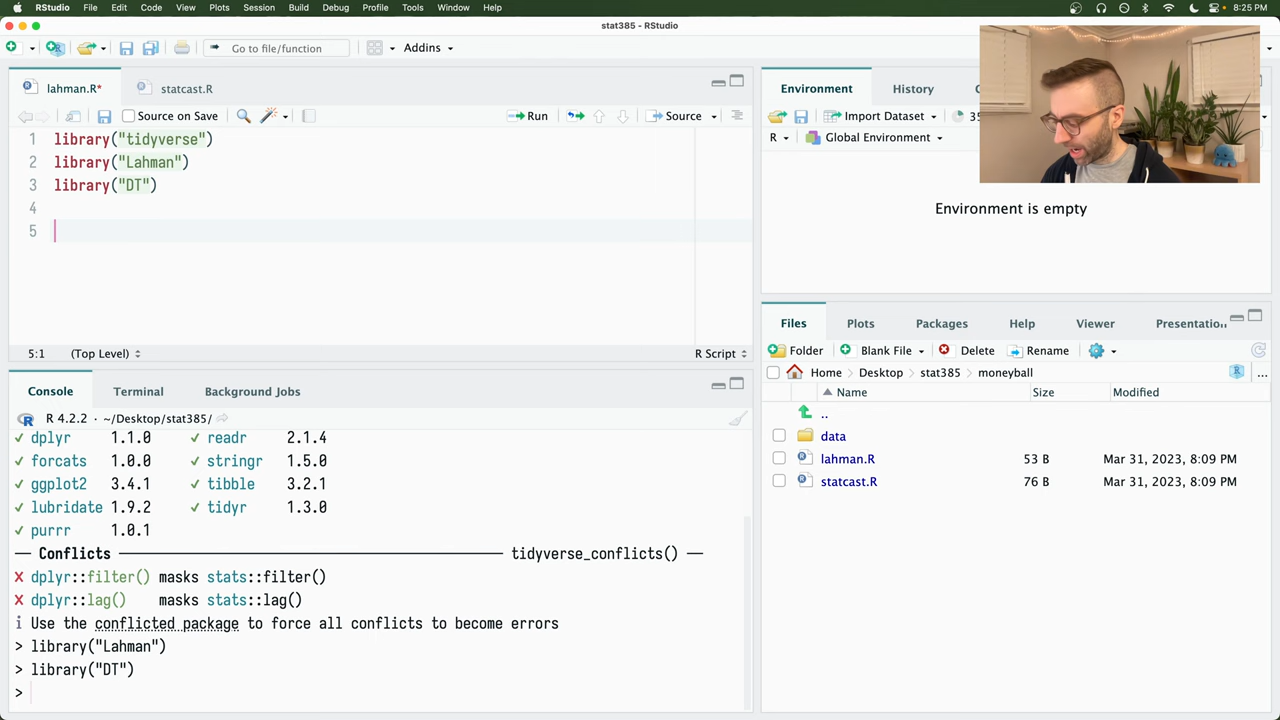 RStudio File Edit Code View Plots Session Build Debug Profile Tools Window Help 8:25 PM
stat385 - RStudio
Go to file/function Addins
lahman.R* statcast.R
Source on Save Run Source
1 library("tidyverse")
2 library("Lahman")
3 library("DT")
4
5
5:1 (Top Level) R Script
Console Terminal Background Jobs
R 4.2.2 · ~/Desktop/stat385/
✓ dplyr 1.1.0 ✓ readr 2.1.4
✓ forcats 1.0.0 ✓ stringr 1.5.0
✓ ggplot2 3.4.1 ✓ tibble 3.2.1
✓ lubridate 1.9.2 ✓ tidyr 1.3.0
✓ purrr 1.0.1
── Conflicts ── tidyverse_conflicts() ──
✗ dplyr::filter() masks stats::filter()
✗ dplyr::lag() masks stats::lag()
ℹ Use the conflicted package to force all conflicts to become errors
> library("Lahman")
> library("DT")
>
Environment History
Import Dataset
R Global Environment
Environment is empty
Files Plots Packages Help Viewer
Folder Blank File Delete Rename
Home Desktop stat385 moneyball ...
Name Size Modified
..
data
lahman.R 53 B Mar 31, 2023, 8:09 PM
statcast.R 76 B Mar 31, 2023, 8:09 PM